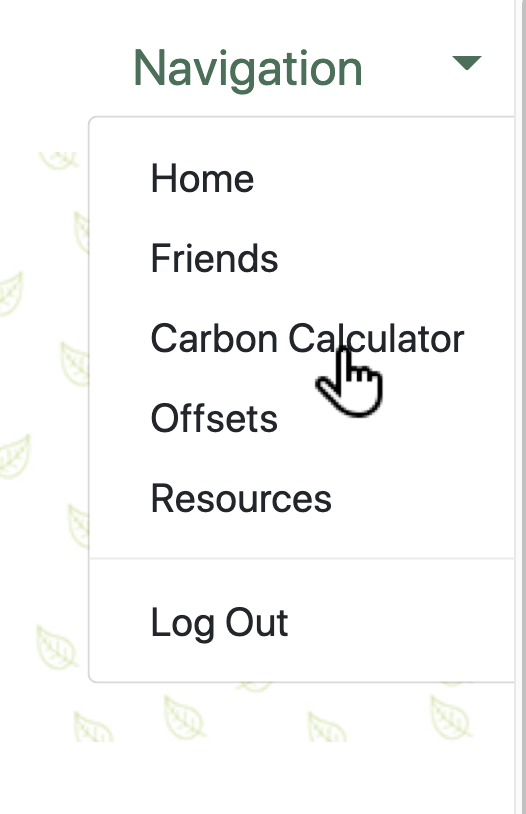 Navigation
Home
Friends
Carbon Calculator
Offsets
Resources
Log Out